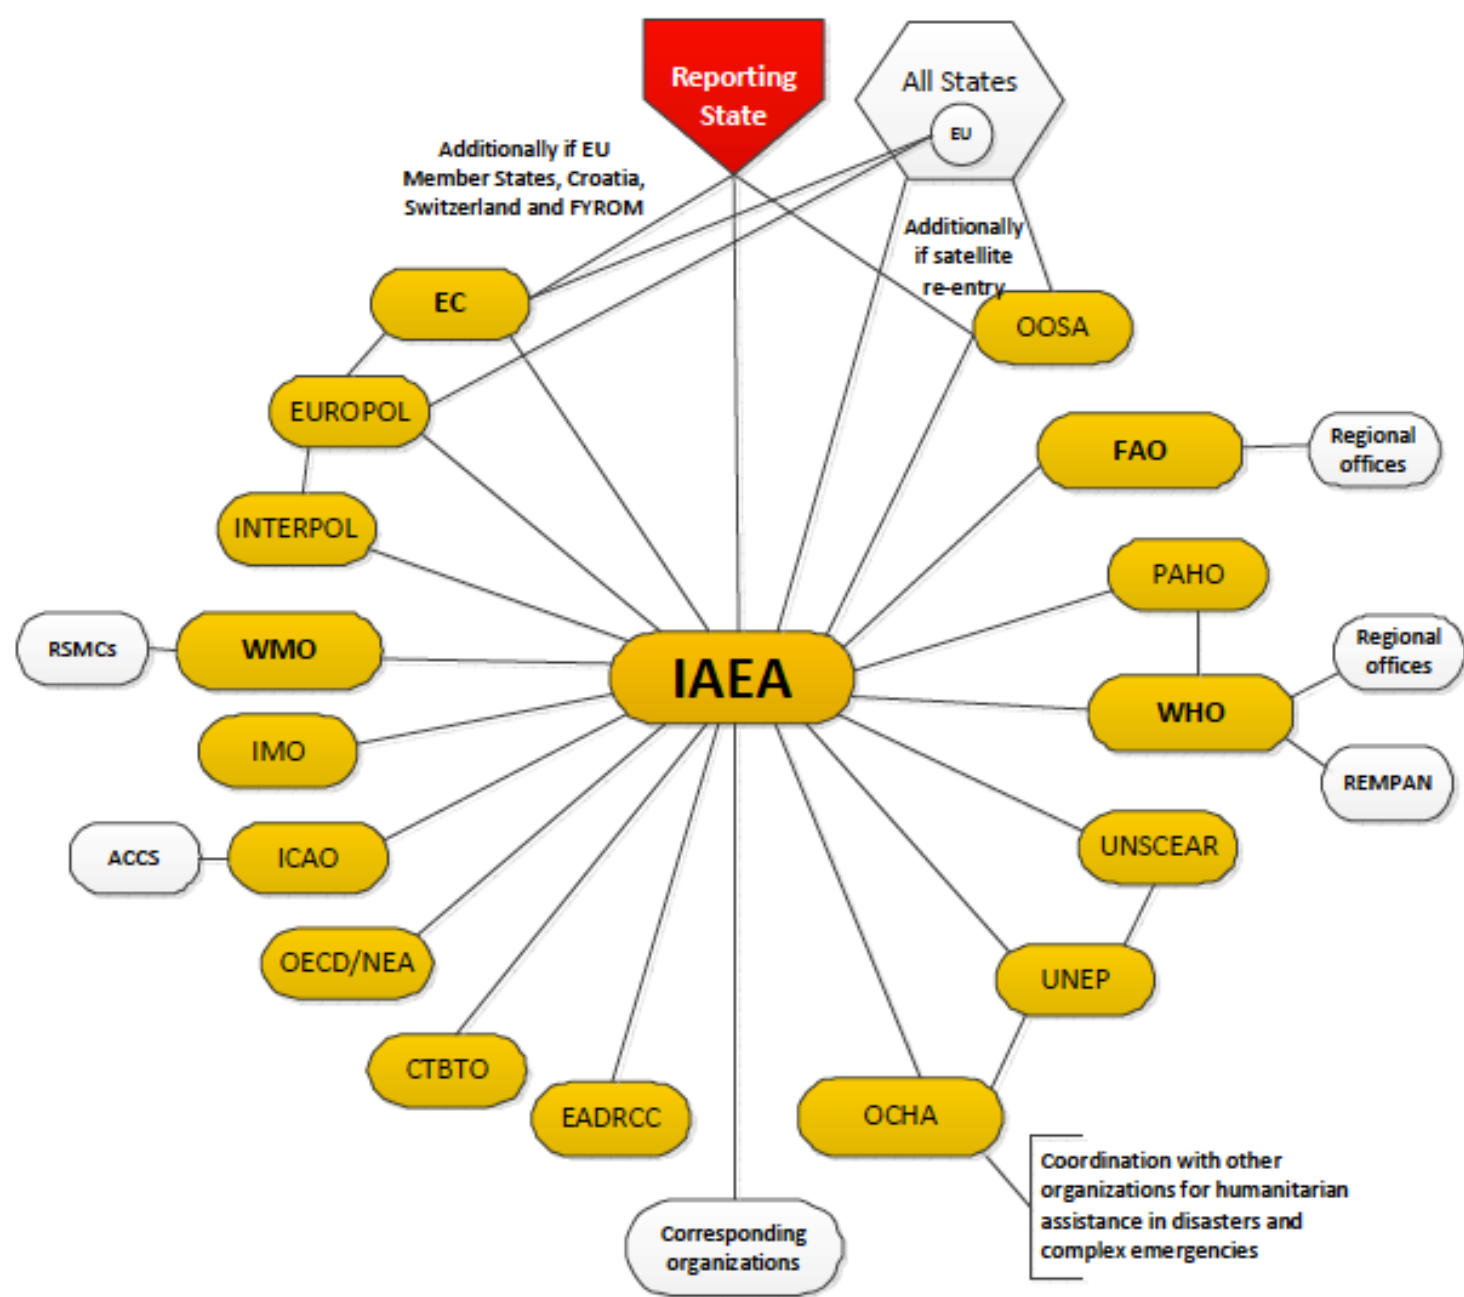 Reporting
State
All States
EU
Additionally if EU
Member States, Croatia,
Switzerland and FYROM
Additionally
if satellite
re-entry
EC
OOSA
EUROPOL
FAO
Regional
offices
INTERPOL
PAHO
RSMCs
WMO
IAEA
Regional
offices
WHO
IMO
REMPAN
ACCS
ICAO
UNSCEAR
OECD/NEA
UNEP
CTBTO
EADRCC
OCHA
Coordination with other
organizations for humanitarian
assistance in disasters and
complex emergencies
Corresponding
organizations